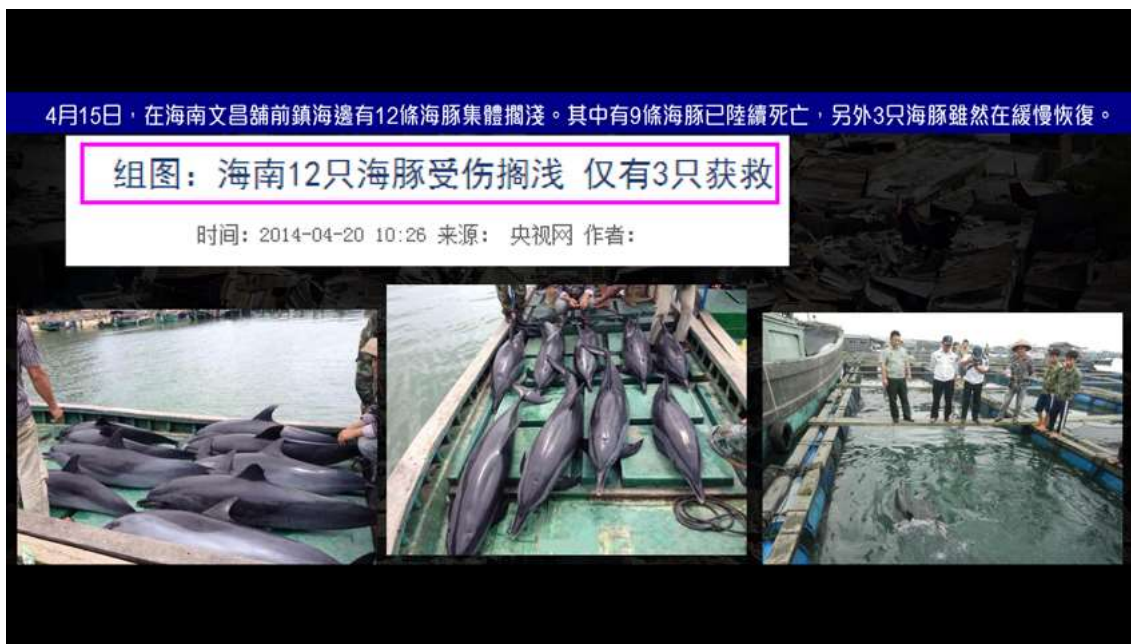 4月15日，在海南文昌舖前鎮海邊有12條海豚集體擱淺。其中有9條海豚已陸續死亡，另外3只海豚雖然在緩慢恢復。
组图：海南12只海豚受伤搁浅 仅有3只获救
时间：2014-04-20 10:26 来源： 央视网 作者：